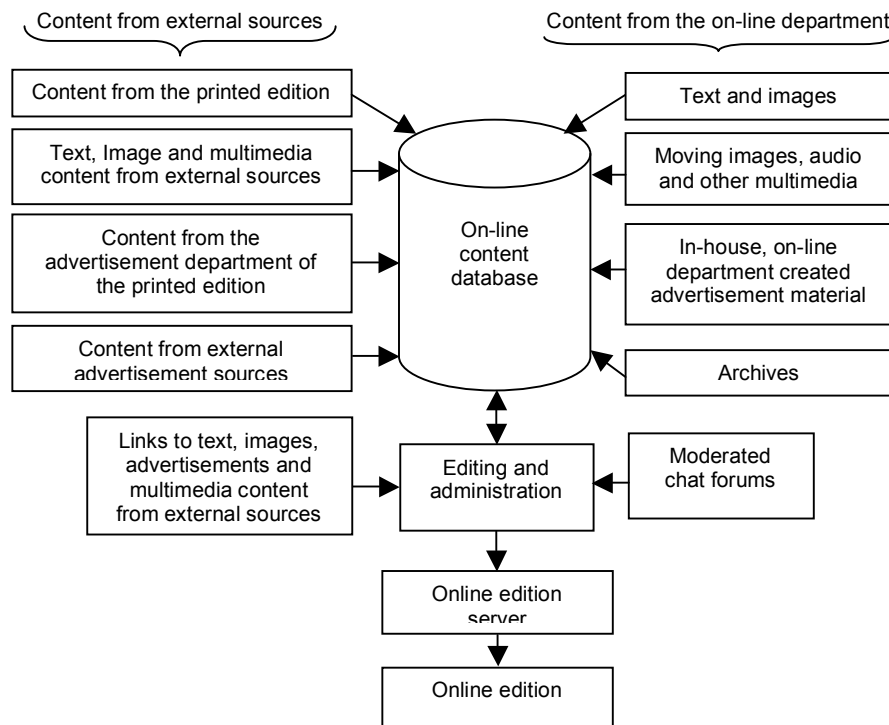 Content from external sources
Content from the on-line department
Content from the printed edition
Text, Image and multimedia
content from external sources
Content from the
advertisement department of
the printed edition
Content from external
advertisement sources
On-line
content
database
Text and images
Moving images, audio
and other multimedia
In-house, on-line
department created
advertisement material
Archives
Links to text, images,
advertisements and
multimedia content
from external sources
Editing and
administration
Moderated
chat forums
Online edition
server
Online edition